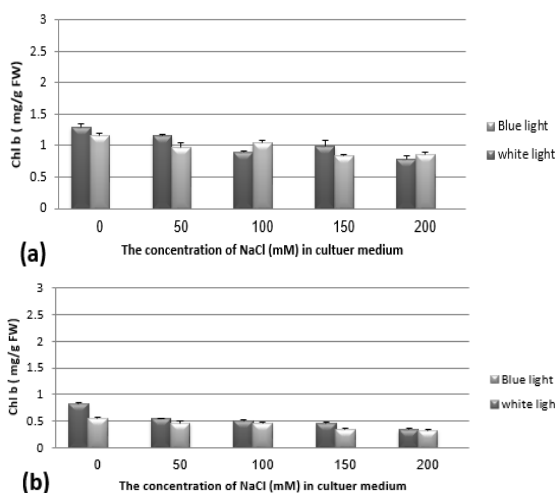 3
2.5
2
1.5
1
0.5
0
Chl b ( mg/g FW)
0 50 100 150 200
The concentration of NaCl (mM) in cultuer medium
Blue light
white light
(a)
3
2.5
2
1.5
1
0.5
0
Chl b ( mg/g FW)
0 50 100 150 200
The concentration of NaCl (mM) in cultuer medium
Blue light
white ligh
(b)